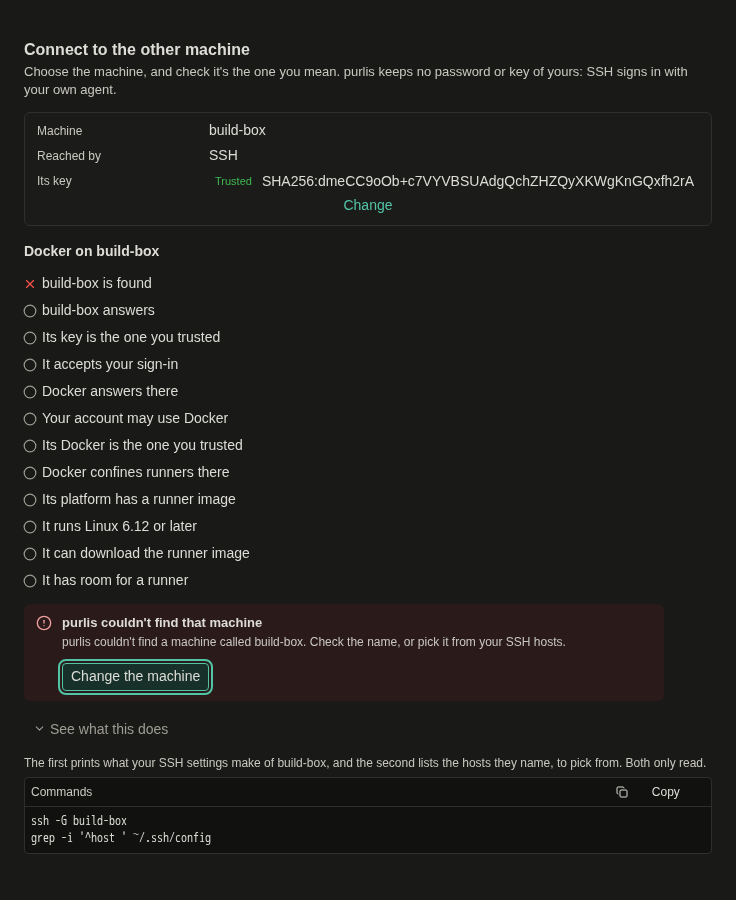 Connect to the other machine
Choose the machine, and check it's the one you mean. purlis keeps no password or key of yours: SSH signs in with
your own agent.
Machine build-box
Reached by SSH
Its key Trusted SHA256:dmeCC9oOb+c7VYVBSUAdgQchZHZQyXKWgKnGQxfh2rA
Change
Docker on build-box
build-box is found
build-box answers
Its key is the one you trusted
It accepts your sign-in
Docker answers there
Your account may use Docker
Its Docker is the one you trusted
Docker confines runners there
Its platform has a runner image
It runs Linux 6.12 or later
It can download the runner image
It has room for a runner
purlis couldn't find that machine
purlis couldn't find a machine called build-box. Check the name, or pick it from your SSH hosts.
Change the machine
See what this does
The first prints what your SSH settings make of build-box, and the second lists the hosts they name, to pick from. Both only read.
Commands Copy
ssh -G build-box
grep -i '^host ' ~/.ssh/config